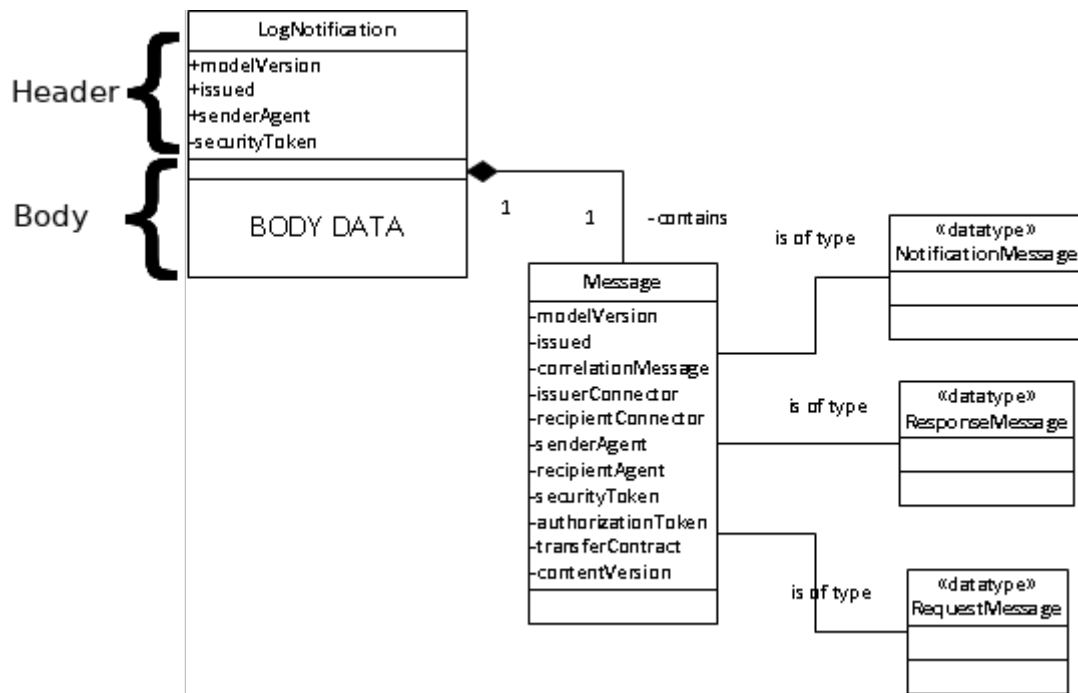 LogNotification
Header
+modelVersion
+issued
+senderAgent
-securityToken
Body
BODY DATA
1
1
-contains
Message
-modelVersion
-issued
-correlationMessage
-issuerConnector
-recipientConnector
-senderAgent
-recipientAgent
-securityToken
-authorizationToken
-transferContract
-contentVersion
is of type
«datatype»
NotificationMessage
is of type
«datatype»
ResponseMessage
is of type
«datatype»
RequestMessage